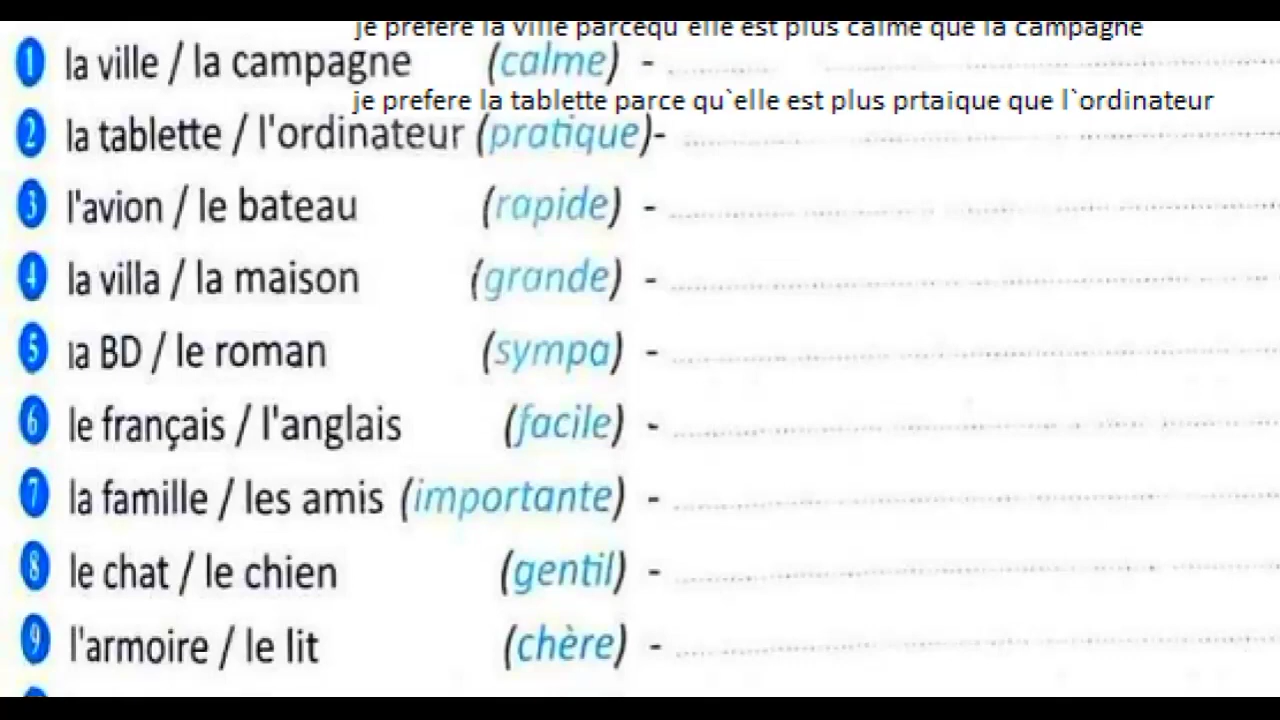 je prefere la ville parcequ elle est plus calme que la campagne
1 la ville / la campagne (calme) -
je prefere la tablette parce qu`elle est plus prtaique que l`ordinateur
2 la tablette / l'ordinateur (pratique)-
3 l'avion / le bateau (rapide) -
4 la villa / la maison (grande) -
5 la BD / le roman (sympa) -
6 le français / l'anglais (facile) -
7 la famille / les amis (importante) -
8 le chat / le chien (gentil) -
9 l'armoire / le lit (chère) -